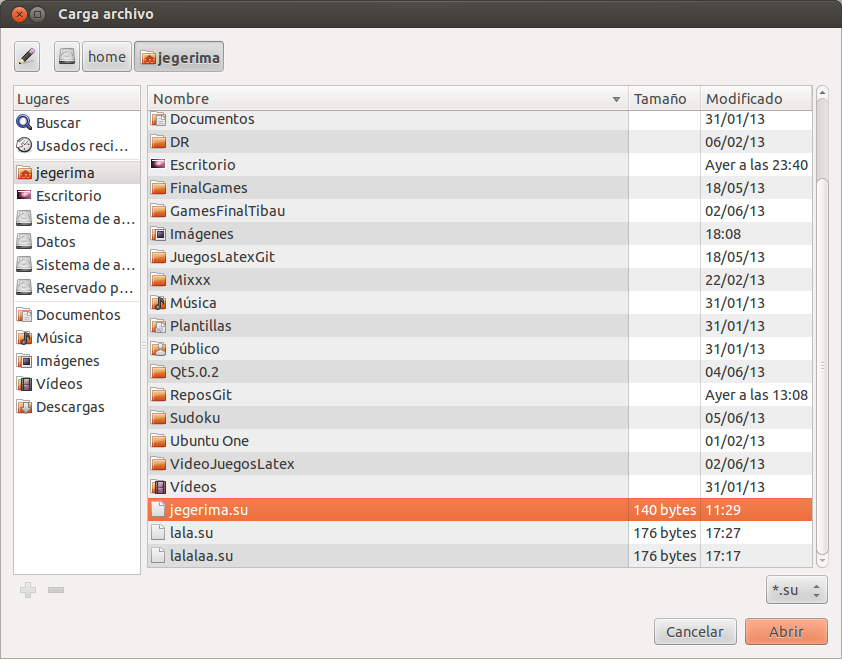 Carga archivo
home jegerima
Lugares
Buscar
Usados reci...
jegerima
Escritorio
Sistema de a...
Datos
Sistema de a...
Reservado p...
Documentos
Música
Imágenes
Vídeos
Descargas
Nombre Tamaño Modificado
Documentos 31/01/13
DR 06/02/13
Escritorio Ayer a las 23:40
FinalGames 18/05/13
GamesFinalTibau 02/06/13
Imágenes 18:08
JuegosLatexGit 18/05/13
Mixxx 22/02/13
Música 31/01/13
Plantillas 31/01/13
Público 31/01/13
Qt5.0.2 04/06/13
ReposGit Ayer a las 13:08
Sudoku 05/06/13
Ubuntu One 01/02/13
VideoJuegosLatex 02/06/13
Vídeos 31/01/13
jegerima.su 140 bytes 11:29
lala.su 176 bytes 17:27
lalalaa.su 176 bytes 17:17
*.su
Cancelar Abrir